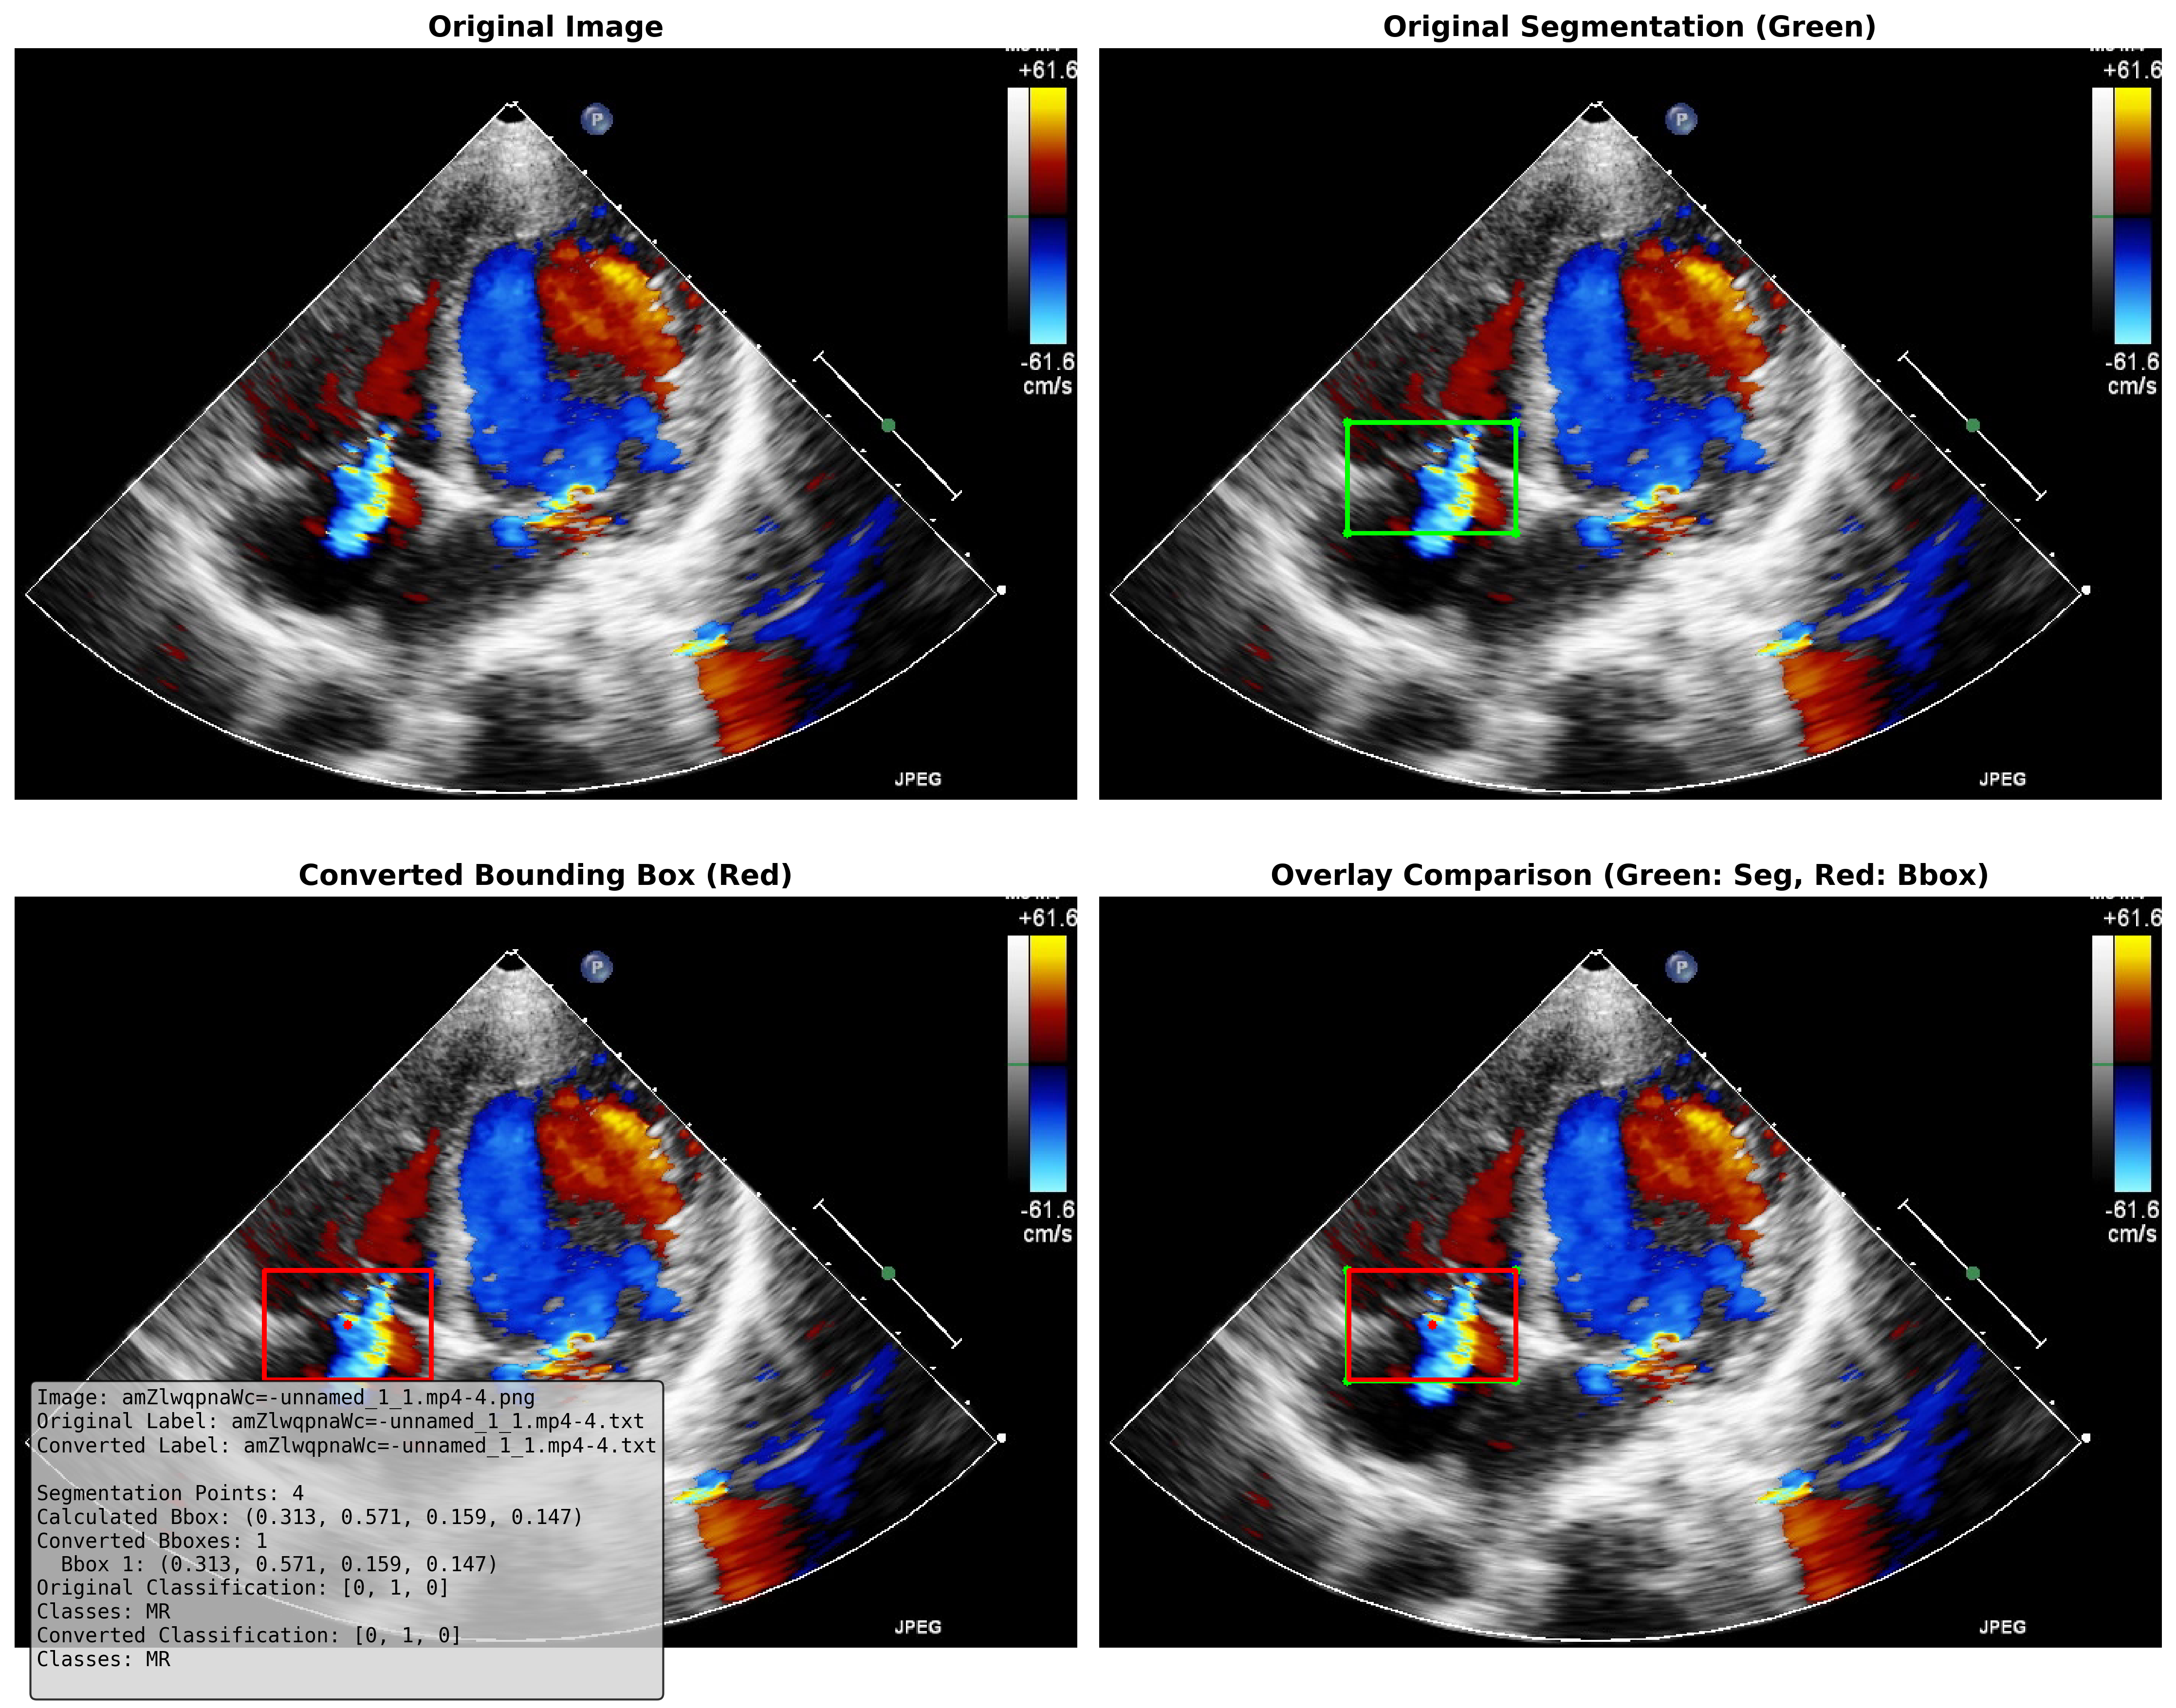 Original Image
+61.6
P
-61.6
cm/s
JPEG
Original Segmentation (Green)
+61.6
P
-61.6
cm/s
JPEG
Converted Bounding Box (Red)
+61.6
P
-61.6
cm/s
JPEG
Image: amZlwqpnaWc=-unnamed_1_1.mp4-4.png
Original Label: amZlwqpnaWc=-unnamed_1_1.mp4-4.txt
Converted Label: amZlwqpnaWc=-unnamed_1_1.mp4-4.txt
Segmentation Points: 4
Calculated Bbox: (0.313, 0.571, 0.159, 0.147)
Converted Bboxes: 1
Bbox 1: (0.313, 0.571, 0.159, 0.147)
Original Classification: [0, 1, 0]
Classes: MR
Converted Classification: [0, 1, 0]
Classes: MR
Overlay Comparison (Green: Seg, Red: Bbox)
+61.6
P
-61.6
cm/s
JPEG